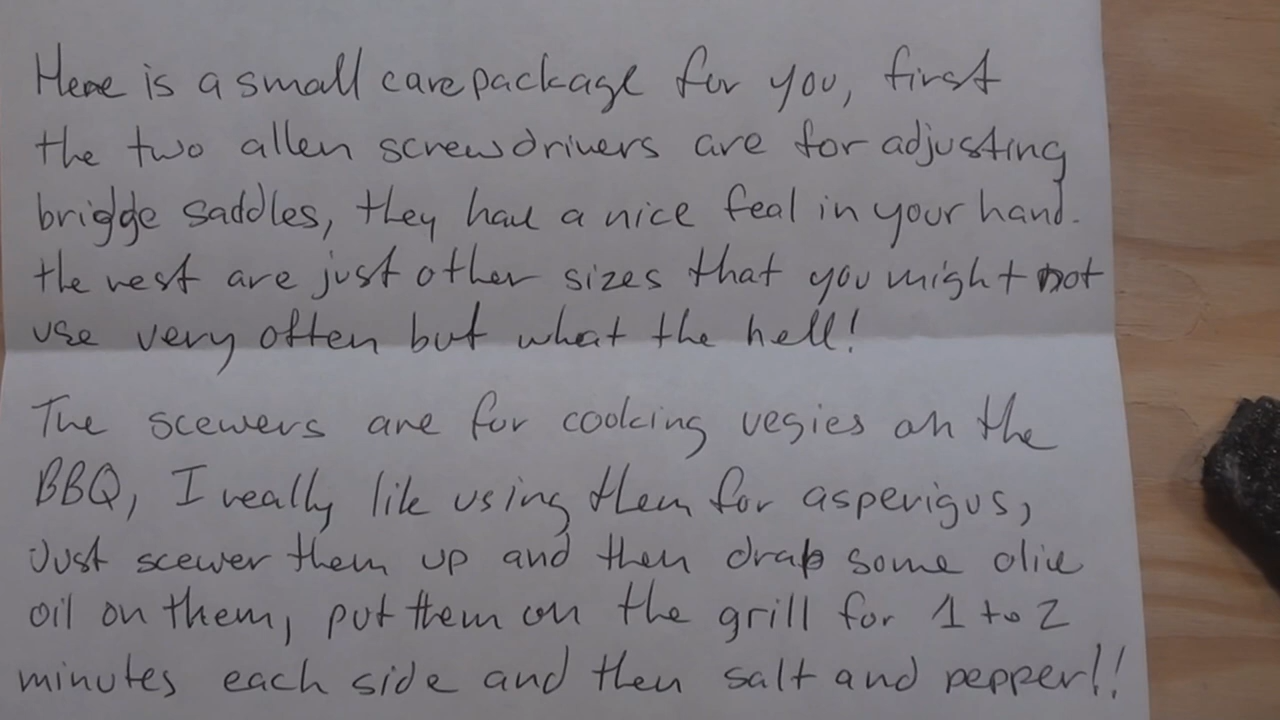 Here is a small carepackage for you, first
the two allen screwdrivers are for adjusting
brigde saddles, they have a nice feal in your hand.
the rest are just other sizes that you might not
use very often but what the hell!
The scewers are for cooking vegies on the
BBQ, I really like using them for asperigus,
Just scewer them up and then drap some olive
oil on them, put them on the grill for 1 to 2
minutes each side and then salt and pepper!!